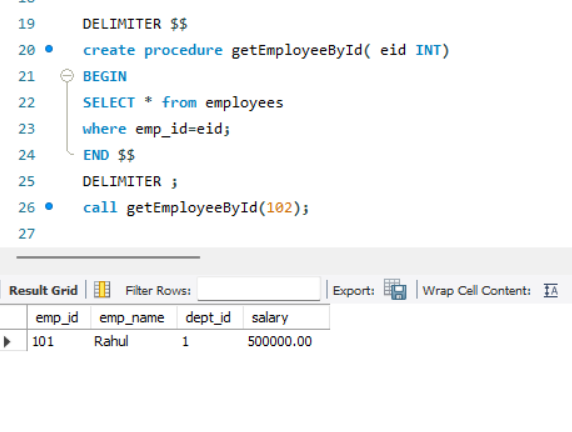 19 DELIMITER $$
20 create procedure getEmployeeById( eid INT)
21 BEGIN
22 SELECT * from employees
23 where emp_id=eid;
24 END $$
25 DELIMITER ;
26 call getEmployeeById(102);
27
Result Grid Filter Rows: Export: Wrap Cell Content: IA
emp_id emp_name dept_id salary
101 Rahul 1 500000.00